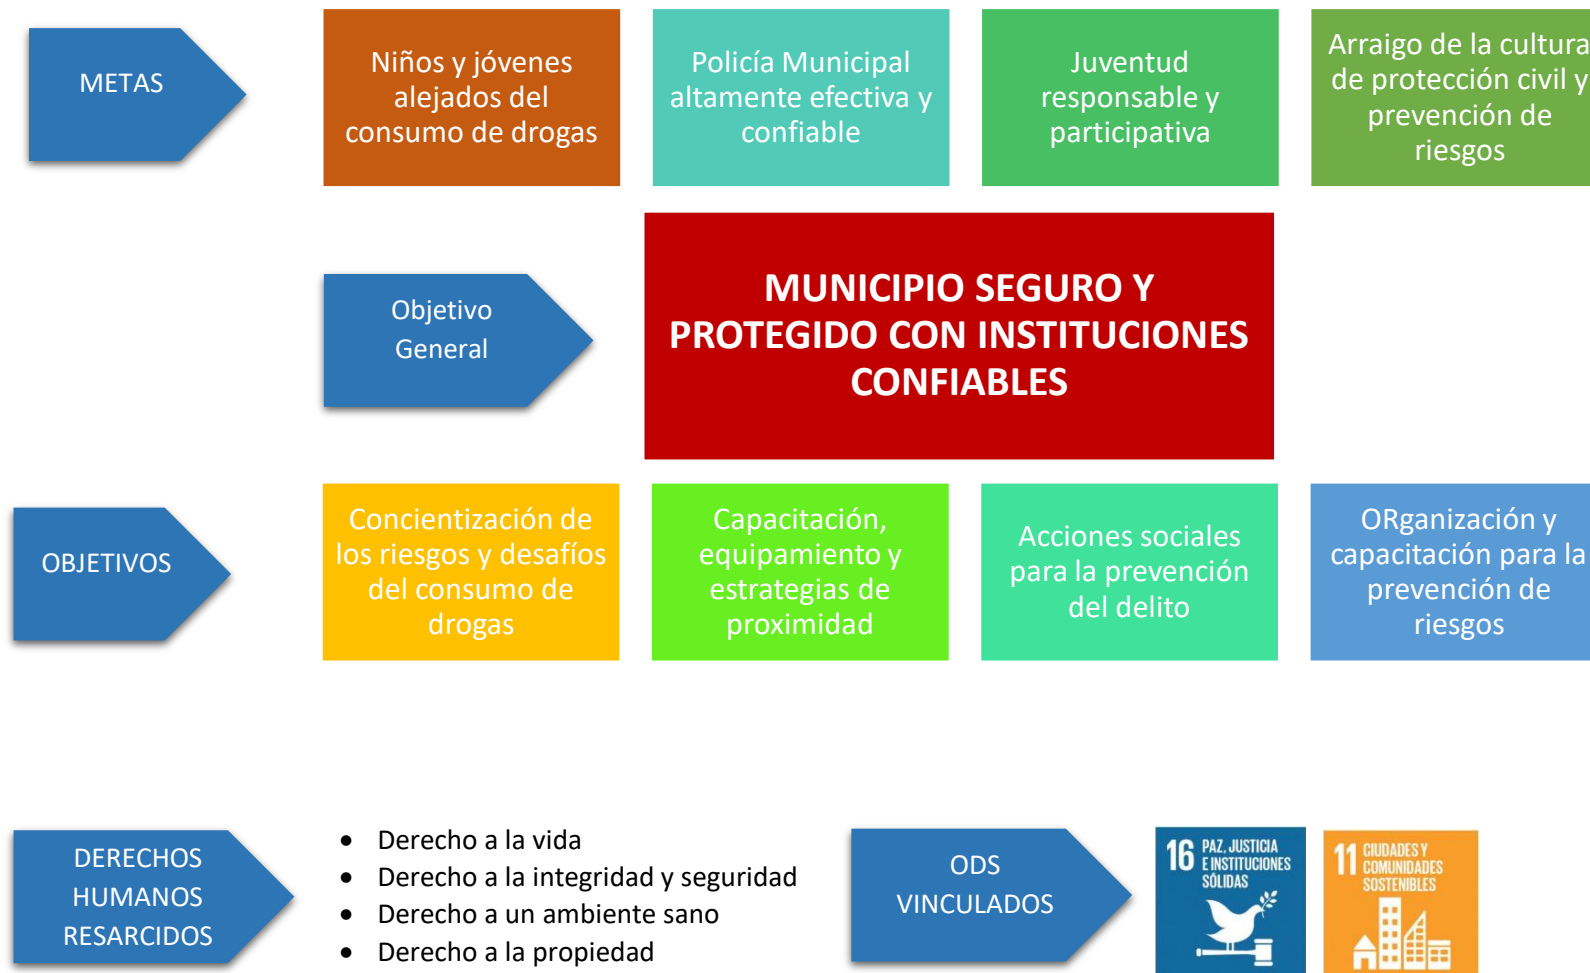 METAS
Niños y jóvenes
alejados del
consumo de drogas
Policía Municipal
altamente efectiva y
confiable
Juventud
responsable y
participativa
Arraigo de la cultura
de protección civil y
prevención de
riesgos
Objetivo
General
MUNICIPIO SEGURO Y
PROTEGIDO CON INSTITUCIONES
CONFIABLES
OBJETIVOS
Concientización de
los riesgos y desafíos
del consumo de
drogas
Capacitación,
equipamiento y
estrategias de
proximidad
Acciones sociales
para la prevención
del delito
ORganización y
capacitación para la
prevención de
riesgos
DERECHOS
HUMANOS
RESARCIDOS
• Derecho a la vida
• Derecho a la integridad y seguridad
• Derecho a un ambiente sano
• Derecho a la propiedad
ODS
VINCULADOS
16 PAZ, JUSTICIA
E INSTITUCIONES
SÓLIDAS
11 CIUDADES Y
COMUNIDADES
SOSTENIBLES